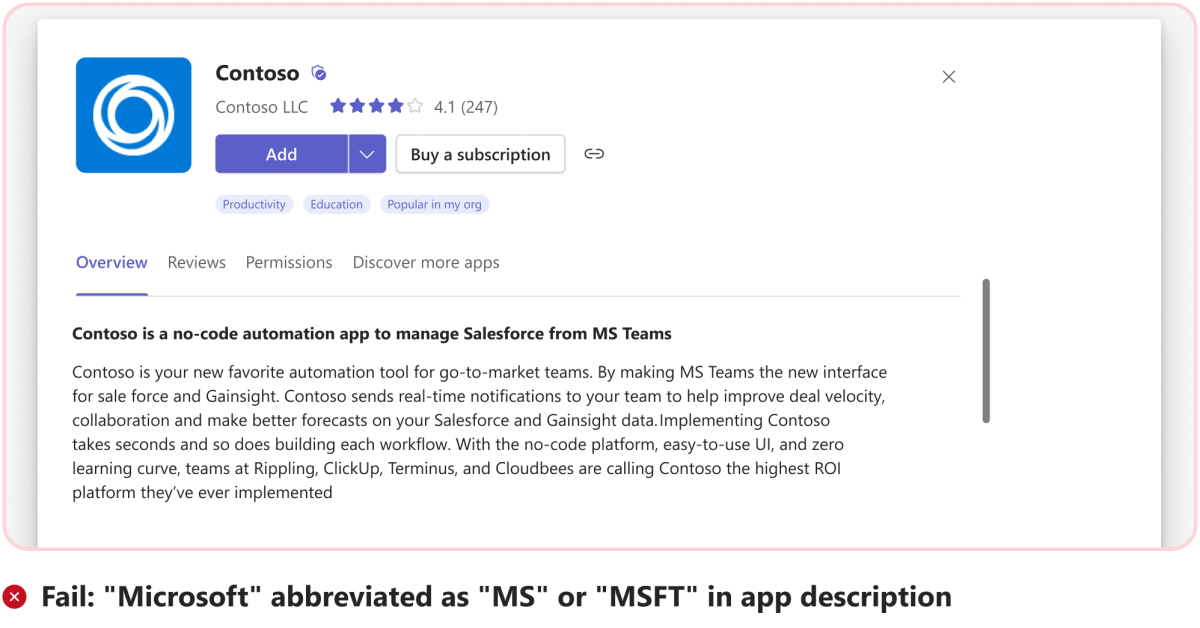 Contoso
Contoso LLC 4.1 (247)
Add Buy a subscription
Productivity Education Popular in my org
Overview Reviews Permissions Discover more apps
Contoso is a no-code automation app to manage Salesforce from MS Teams
Contoso is your new favorite automation tool for go-to-market teams. By making MS Teams the new interface
for sale force and Gainsight. Contoso sends real-time notifications to your team to help improve deal velocity,
collaboration and make better forecasts on your Salesforce and Gainsight data.Implementing Contoso
takes seconds and so does building each workflow. With the no-code platform, easy-to-use UI, and zero
learning curve, teams at Rippling, ClickUp, Terminus, and Cloudbees are calling Contoso the highest ROI
platform they’ve ever implemented
Fail: "Microsoft" abbreviated as "MS" or "MSFT" in app description